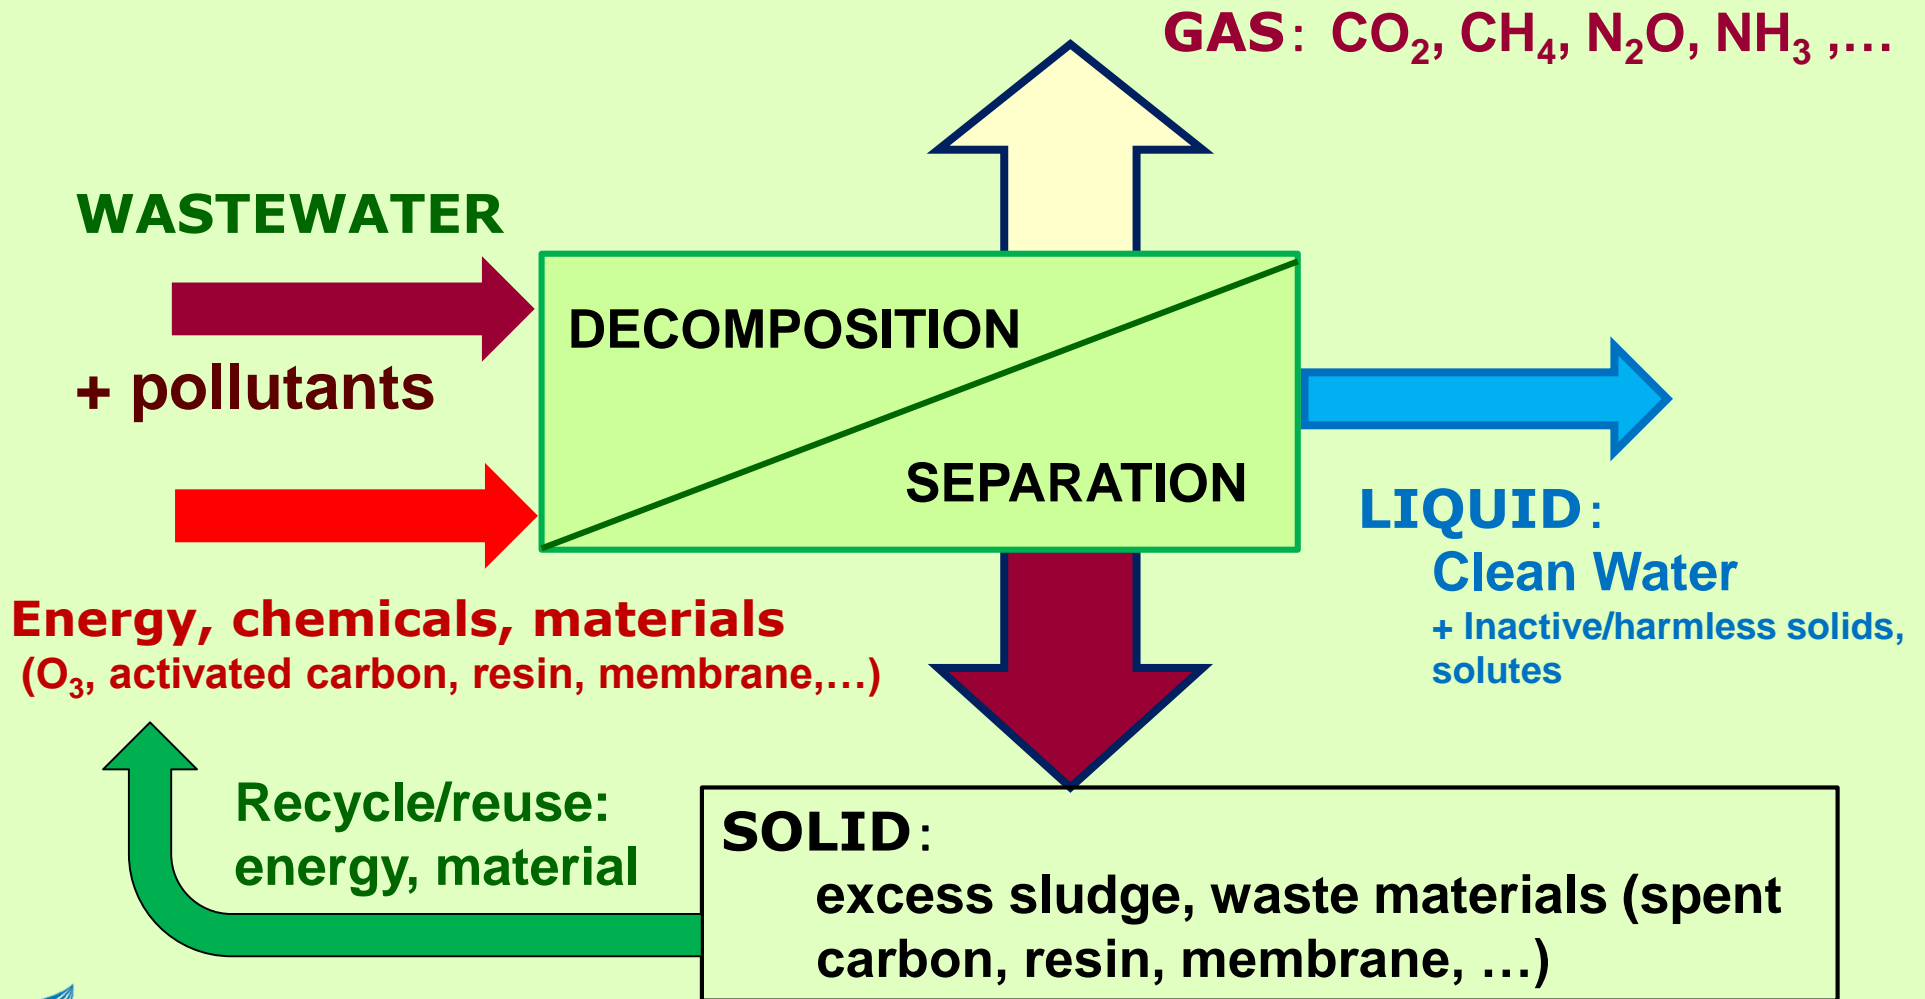 GAS: CO₂, CH₄, N₂O, NH₃ ,...
WASTEWATER
+ pollutants
DECOMPOSITION
SEPARATION
LIQUID:
Clean Water
+ Inactive/harmless solids,
solutes
Energy, chemicals, materials
(O₃, activated carbon, resin, membrane,...)
Recycle/reuse:
energy, material
SOLID:
excess sludge, waste materials (spent
carbon, resin, membrane, ...)